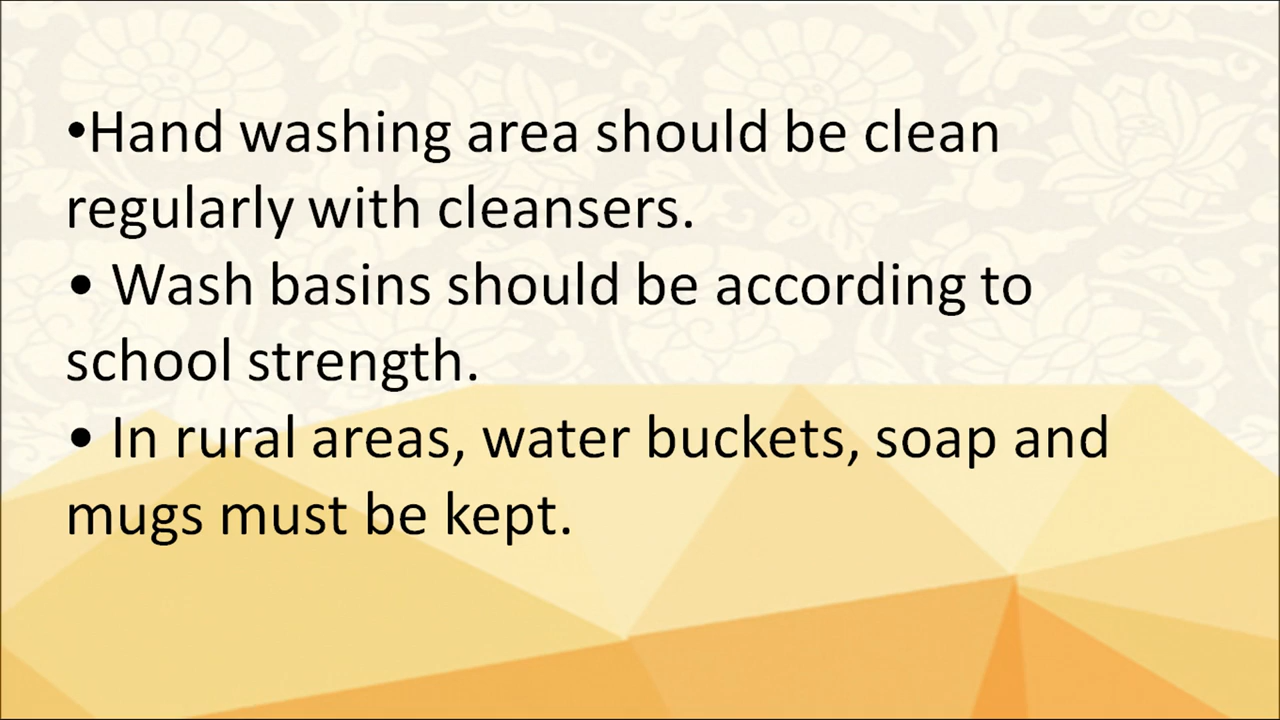 •Hand washing area should be clean
regularly with cleansers.
• Wash basins should be according to
school strength.
• In rural areas, water buckets, soap and
mugs must be kept.